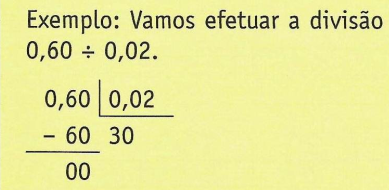 Exemplo: Vamos efetuar a divisão
0,60 ÷ 0,02.
0,60 0,02
– 60 30
00